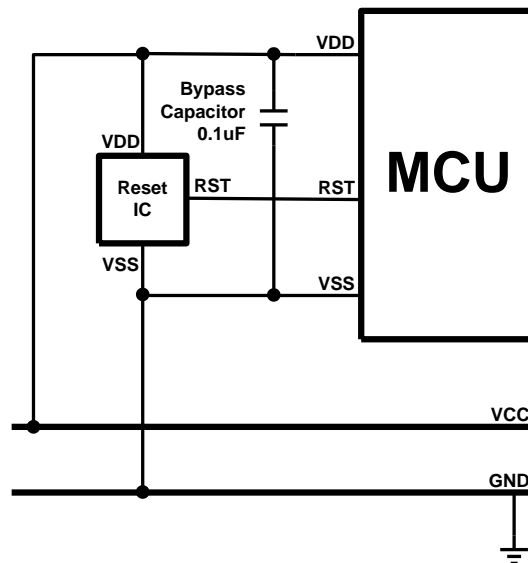 VDD
Bypass
Capacitor
0.1uF
VDD
Reset
IC
RST
RST
MCU
VSS
VSS
VCC
GND